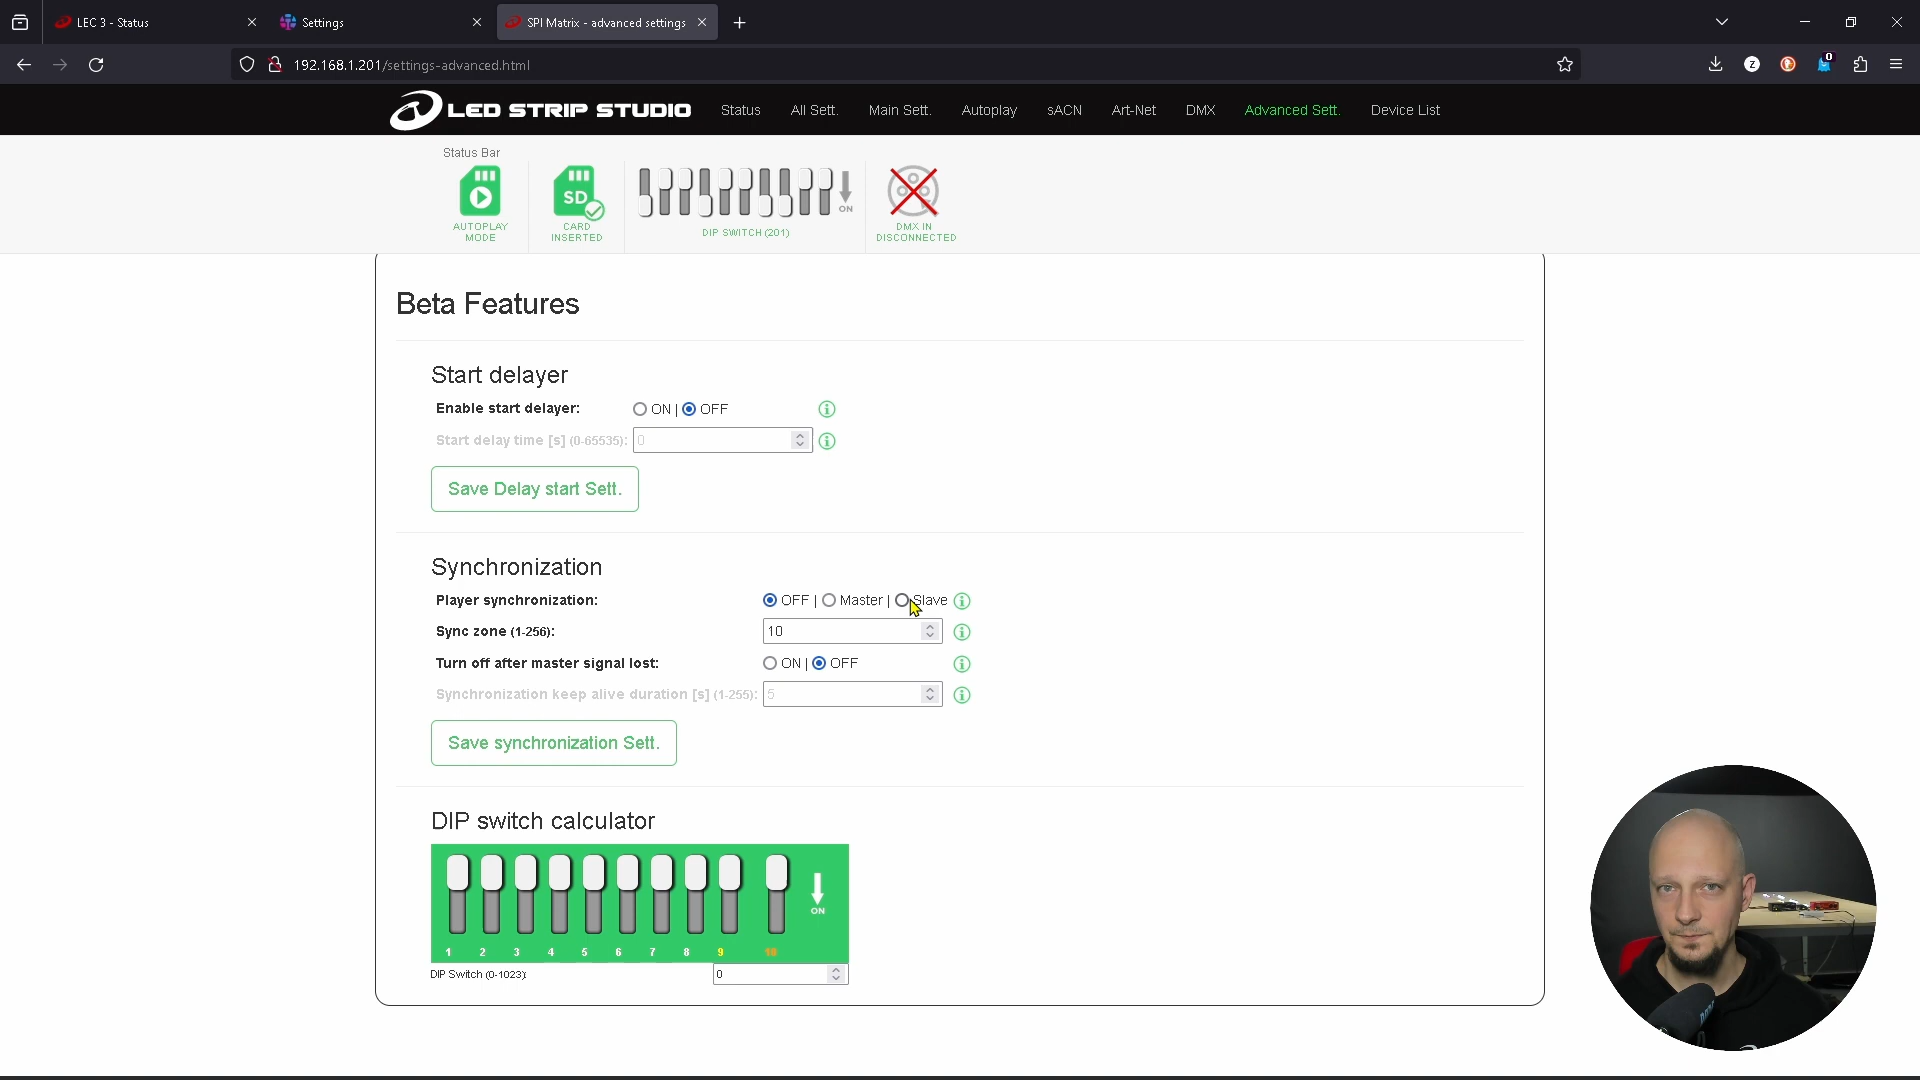 LEC 3 - Status
Settings
SPI Matrix - advanced settings
192.168.1.201/settings-advanced.html
Z
0
LED STRIP STUDIO
Status
All Sett.
Main Sett.
Autoplay
sACN
Art-Net
DMX
Advanced Sett.
Device List
Status Bar
AUTOPLAY
MODE
SD
CARD
INSERTED
ON
DIP SWITCH (201)
DMX IN
DISCONNECTED
Beta Features
Start delayer
Enable start delayer: ON | OFF
Start delay time [s] (0-65535): 0
Save Delay start Sett.
Synchronization
Player synchronization: OFF | Master | Slave
Sync zone (1-256): 10
Turn off after master signal lost: ON | OFF
Synchronization keep alive duration [s] (1-255): 5
Save synchronization Sett.
DIP switch calculator
ON
1 2 3 4 5 6 7 8 9 10
DIP Switch (0-1023): 0